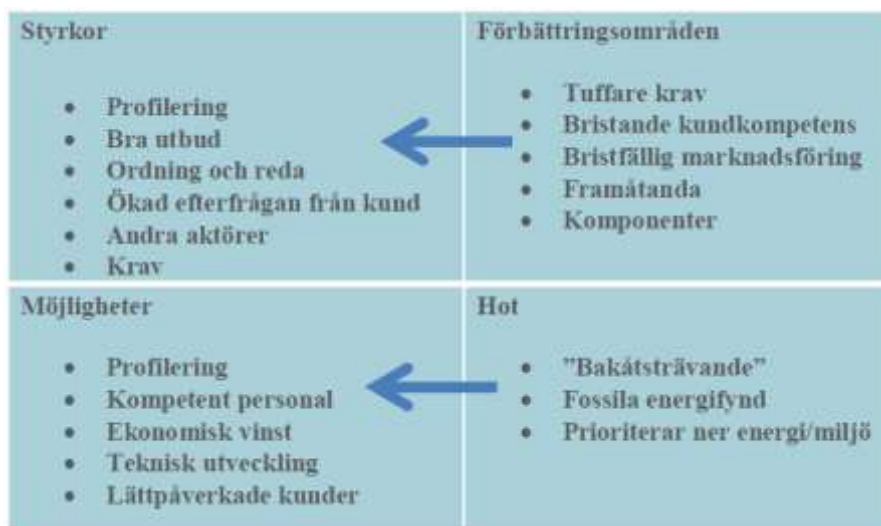 Styrkor
• Profilering
• Bra utbud
• Ordning och reda
• Ökad efterfrågan från kund
• Andra aktörer
• Krav
Förbättringsområden
• Tuffare krav
• Bristande kundkompetens
• Bristfällig marknadsföring
• Framåtanda
• Komponenter
Möjligheter
• Profilering
• Kompetent personal
• Ekonomisk vinst
• Teknisk utveckling
• Lättpåverkade kunder
Hot
• ”Bakåtsträvande”
• Fossila energifynd
• Prioriterar ner energi/miljö